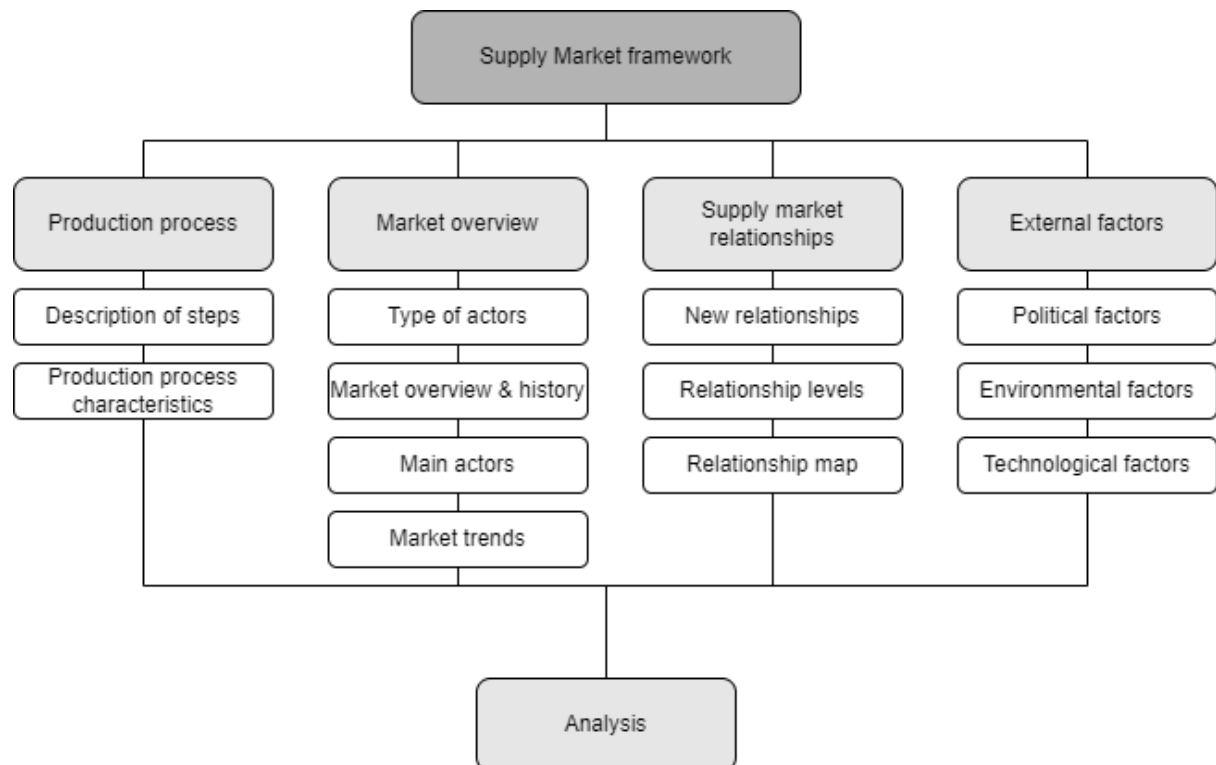 Supply Market framework
Production process
Description of steps
Production process
characteristics
Market overview
Type of actors
Market overview & history
Main actors
Market trends
Supply market
relationships
New relationships
Relationship levels
Relationship map
External factors
Political factors
Environmental factors
Technological factors
Analysis